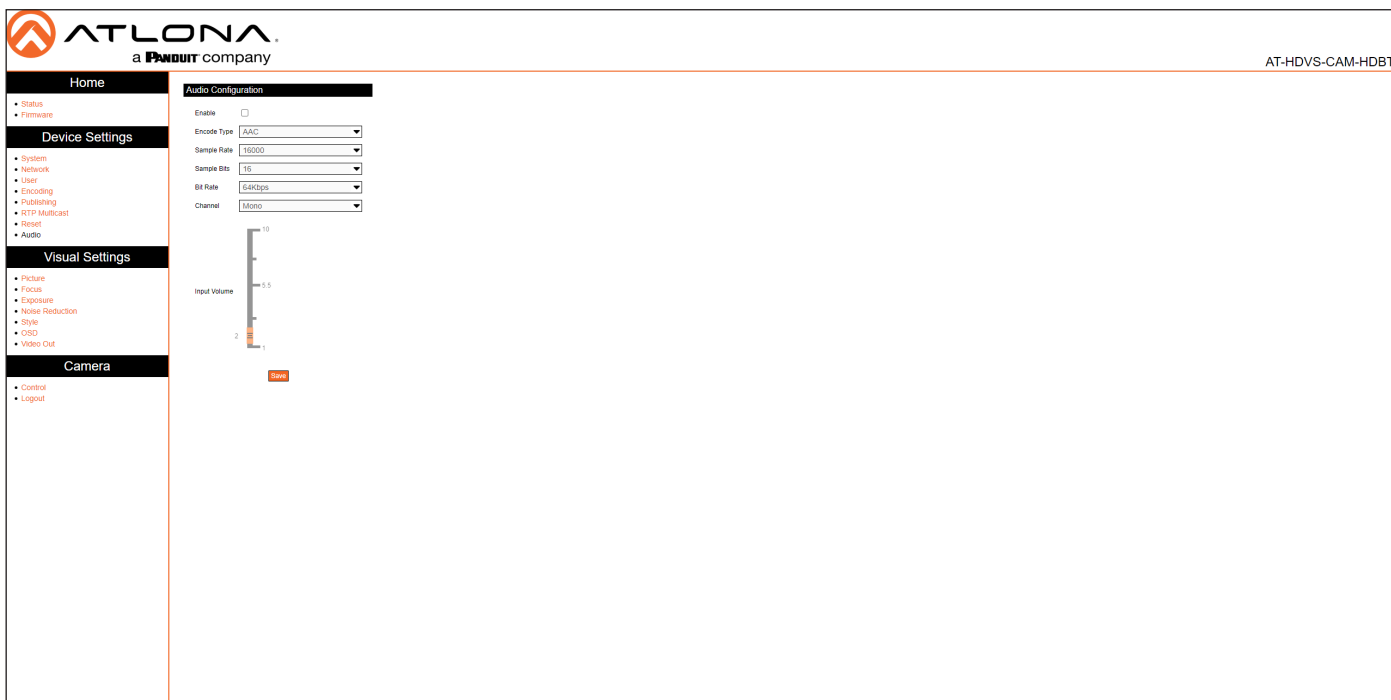 ATLONA.
a PANDUIT company
AT-HDVS-CAM-HDBT
Home
Status
Firmware
Device Settings
System
Network
User
Encoding
Publishing
RTP Multicast
Reset
Audio
Visual Settings
Picture
Focus
Exposure
Noise Reduction
Style
OSD
Video Out
Camera
Control
Logout
Audio Configuration
Enable
Encode Type AAC
Sample Rate 16000
Sample Bits 16
Bit Rate 64Kbps
Channel Mono
10
5.5
Input Volume
2
1
Save